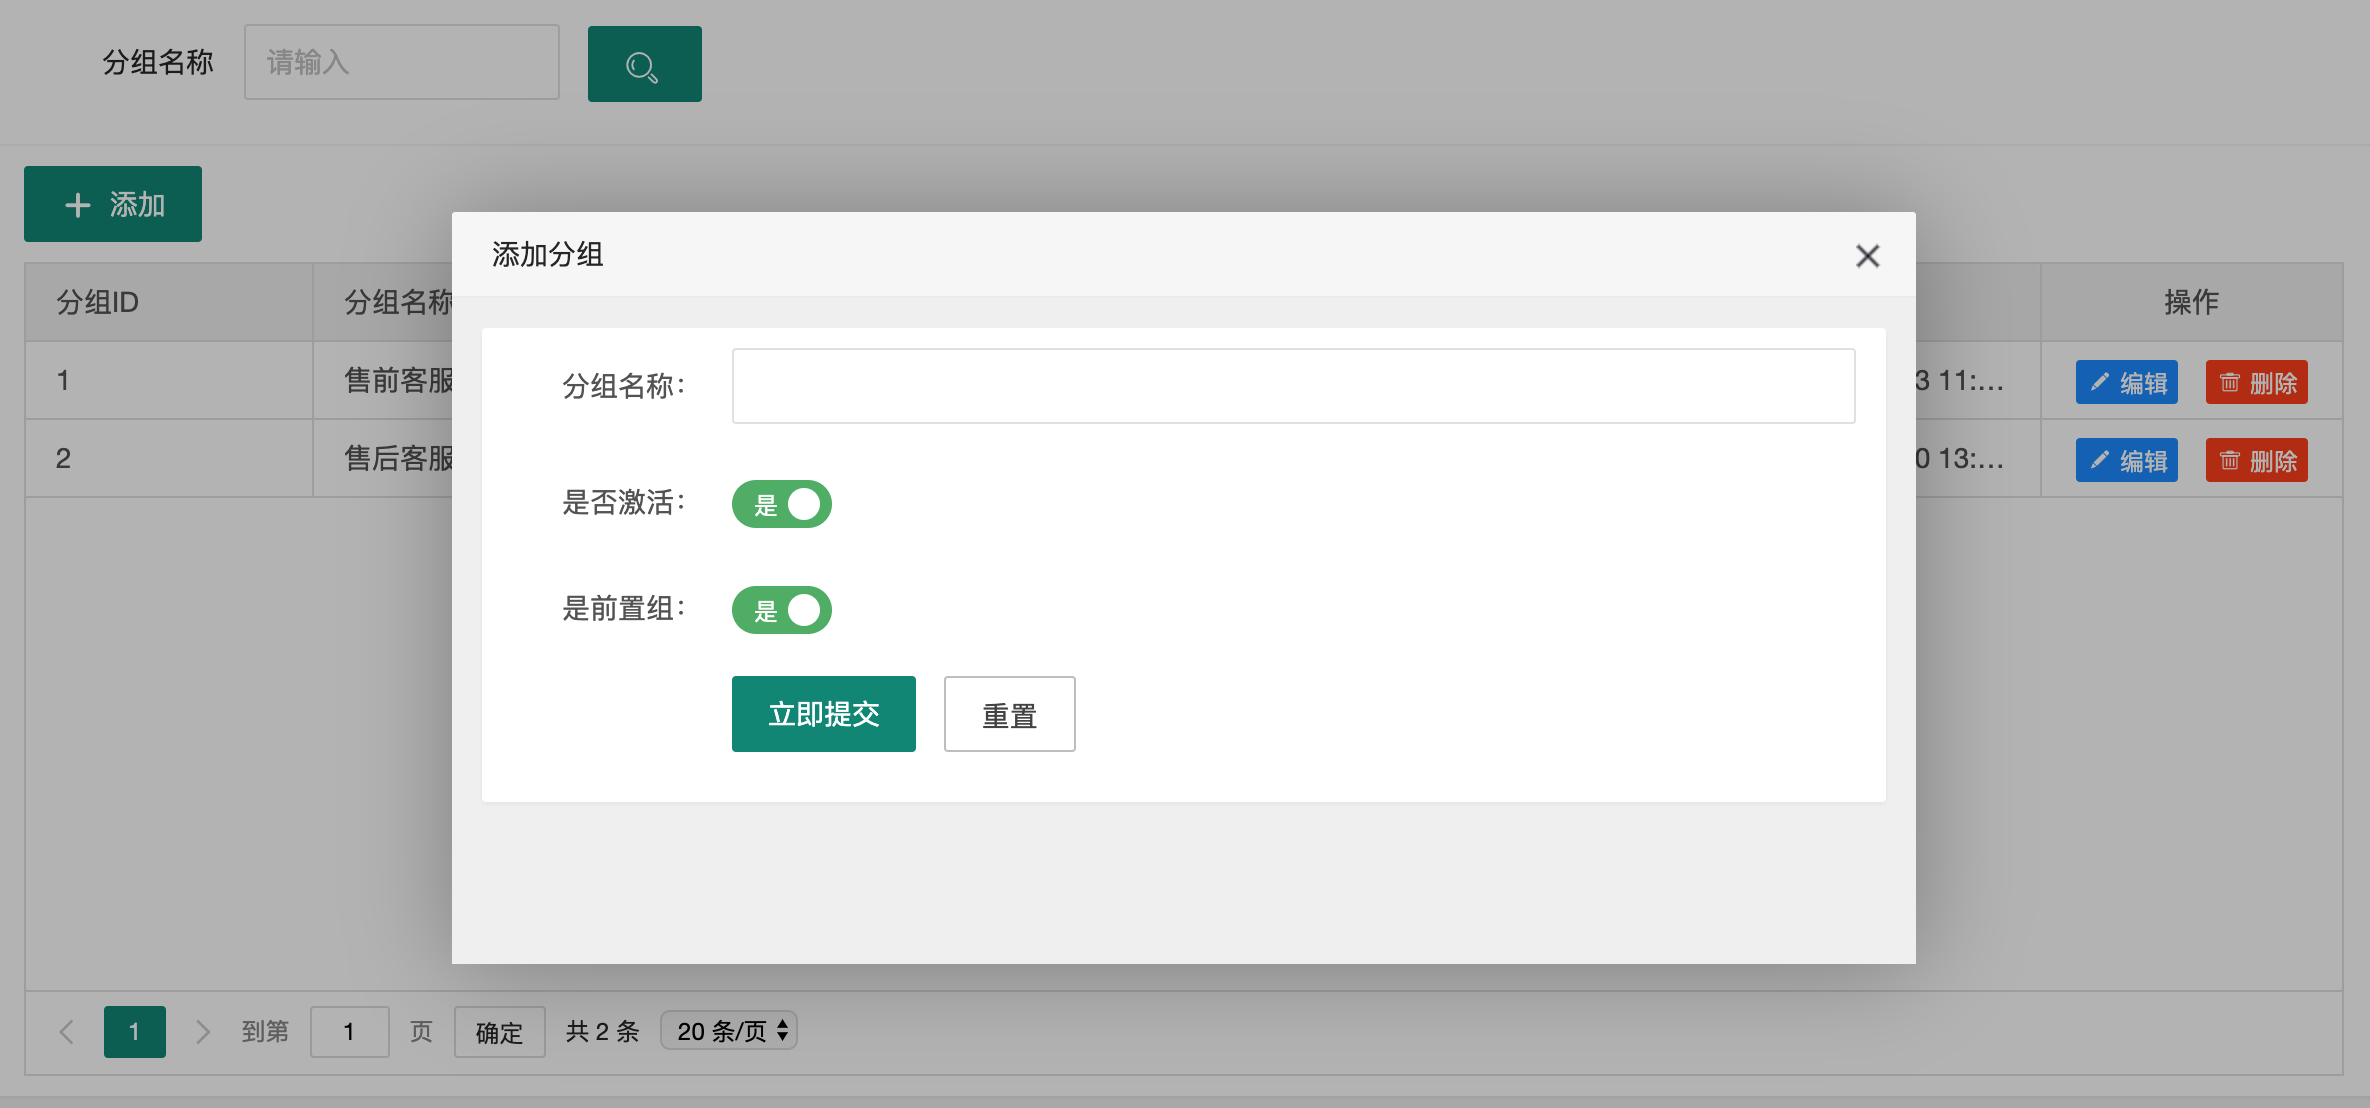 分组名称 请输入
添加
添加分组
分组ID 分组名称 操作
1 售前客服 3 11:... 编辑 删除
2 售后客服 0 13:... 编辑 删除
分组名称：
是否激活： 是
是前置组： 是
立即提交 重置
1 到第 1 页 确定 共 2 条 20 条/页